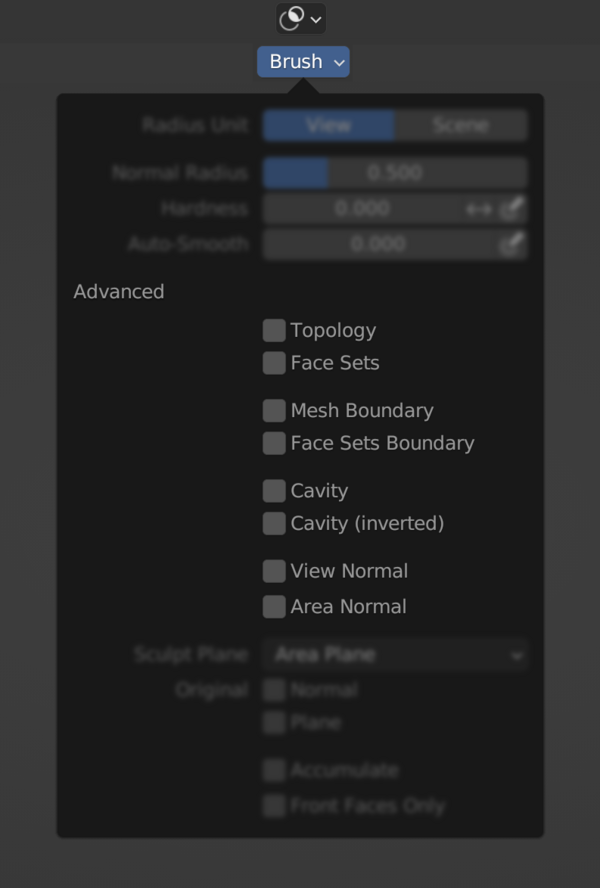 Brush
Radius Unit View Scene
Normal Radius 0.500
Hardness 0.000
Auto-Smooth 0.000
Advanced
Topology
Face Sets
Mesh Boundary
Face Sets Boundary
Cavity
Cavity (inverted)
View Normal
Area Normal
Sculpt Plane Area Plane
Original Normal
Plane
Accumulate
Front Faces Only